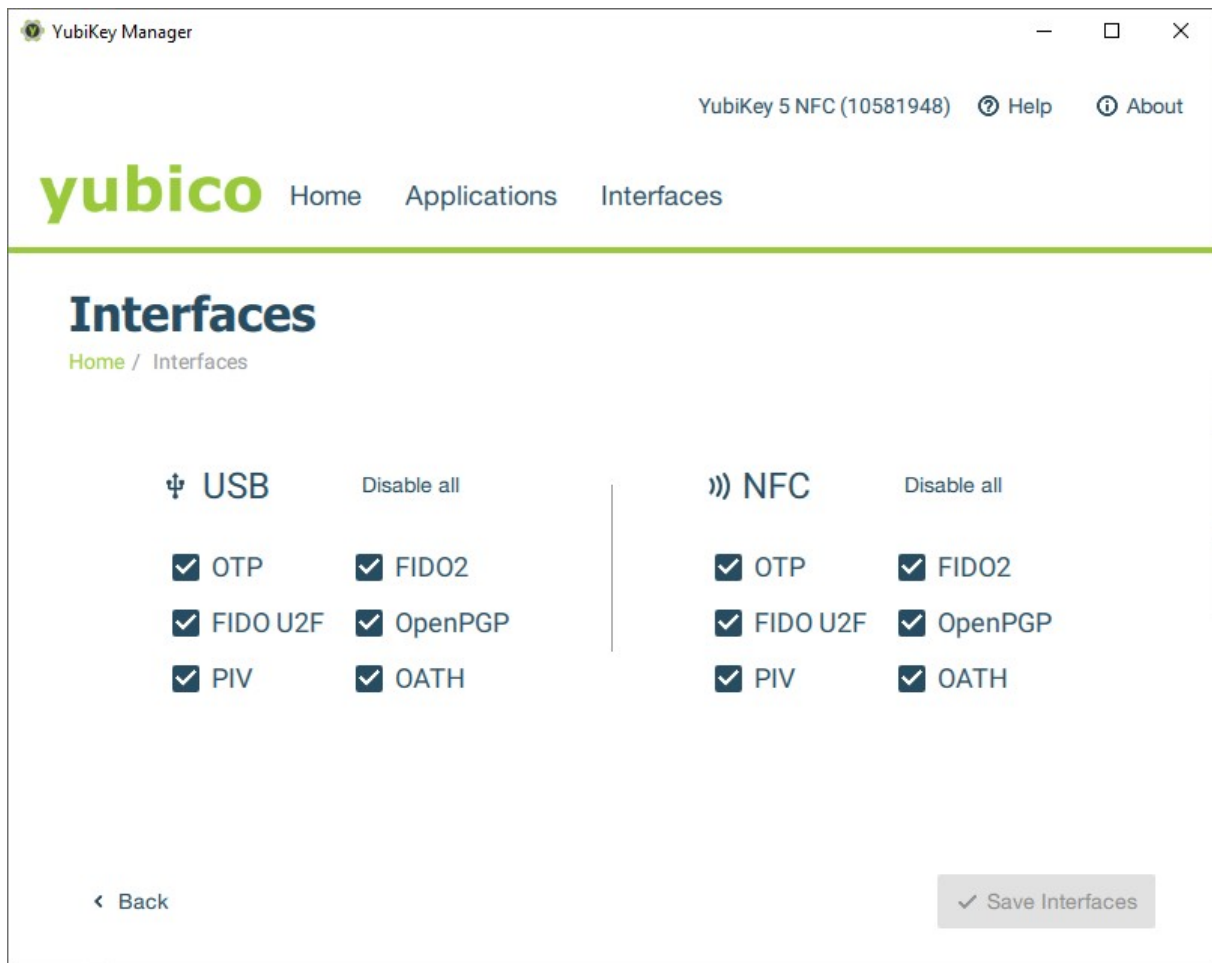 YubiKey Manager
YubiKey 5 NFC (10581948) Help About
yubico Home Applications Interfaces
Interfaces
Home / Interfaces
USB Disable all NFC Disable all
OTP FIDO2 OTP FIDO2
FIDO U2F OpenPGP FIDO U2F OpenPGP
PIV OATH PIV OATH
Back Save Interfaces